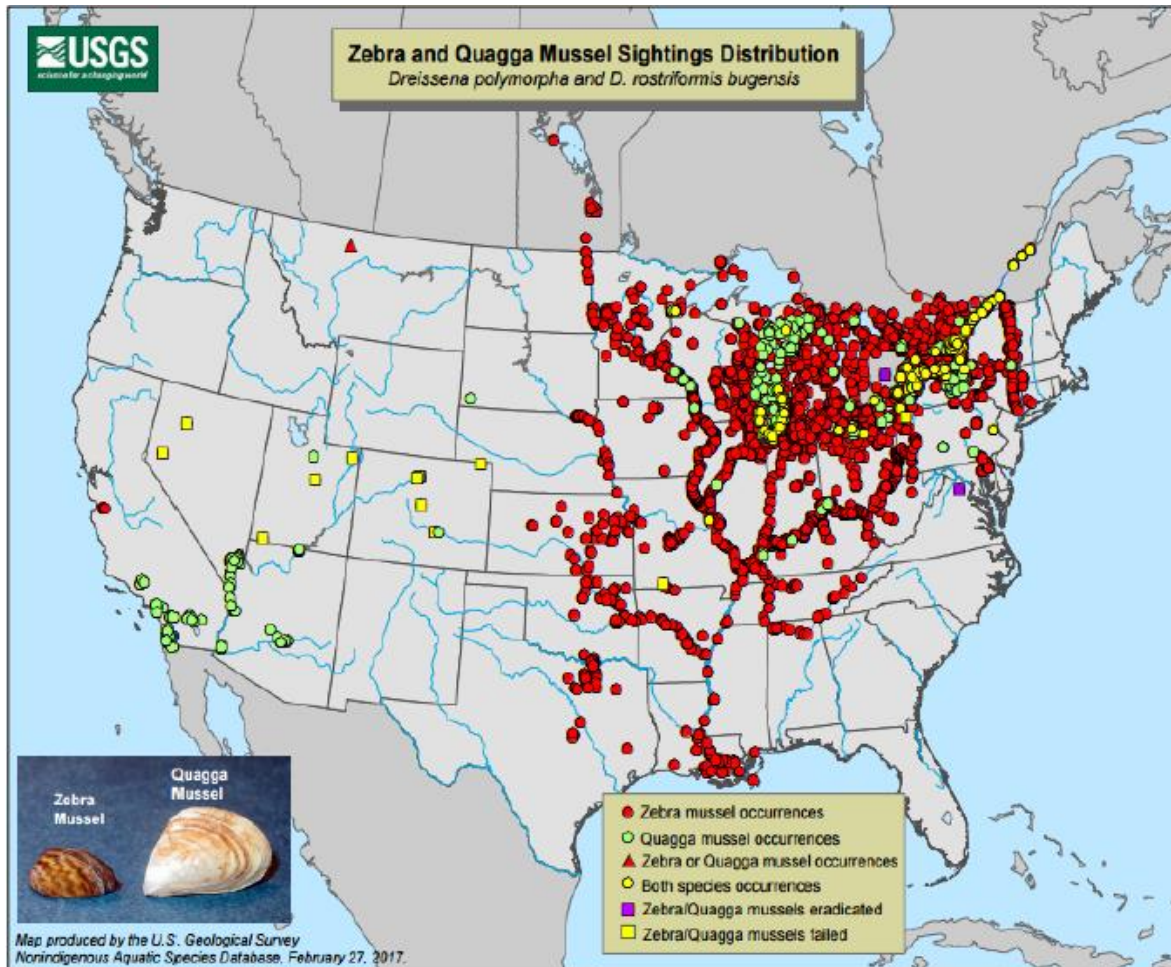 USGS
science for a changing world
Zebra and Quagga Mussel Sightings Distribution
Dreissena polymorpha and D. rostriformis bugensis
Quagga
Mussel
Zebra
Mussel
Zebra mussel occurrences
Quagga mussel occurrences
Zebra or Quagga mussel occurrences
Both species occurrences
Zebra/Quagga mussels eradicated
Zebra/Quagga mussels failed
Map produced by the U.S. Geological Survey
Nonindigenous Aquatic Species Database, February 27, 2017.